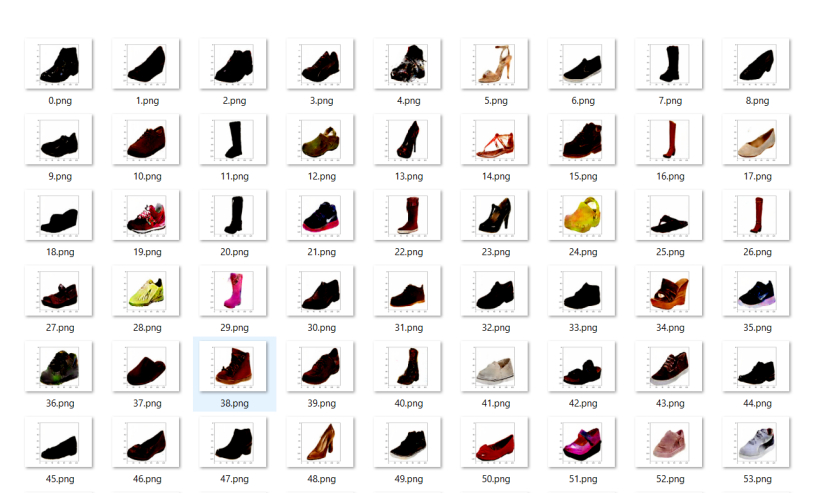 0.png 1.png 2.png 3.png 4.png 5.png 6.png 7.png 8.png
9.png 10.png 11.png 12.png 13.png 14.png 15.png 16.png 17.png
18.png 19.png 20.png 21.png 22.png 23.png 24.png 25.png 26.png
27.png 28.png 29.png 30.png 31.png 32.png 33.png 34.png 35.png
36.png 37.png 38.png 39.png 40.png 41.png 42.png 43.png 44.png
45.png 46.png 47.png 48.png 49.png 50.png 51.png 52.png 53.png